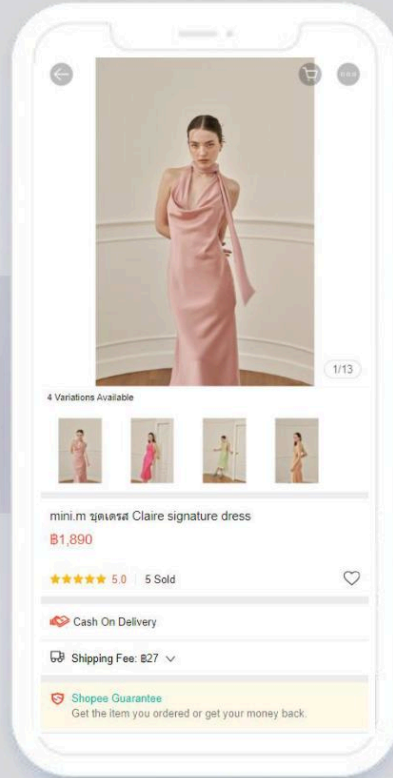 1/13
4 Variations Available
mini.m ชุดเดรส Claire signature dress
฿1,890
5.0 5 Sold
Cash On Delivery
Shipping Fee: ฿27
Shopee Guarantee
Get the item you ordered or get your money back.